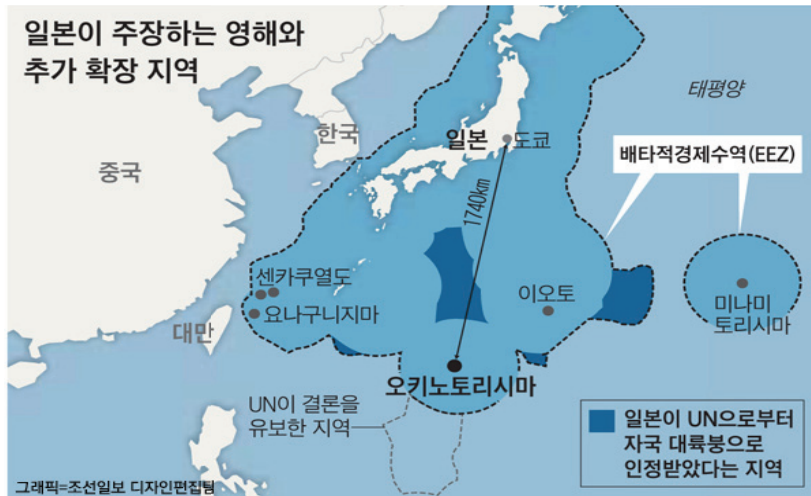 일본이 주장하는 영해와
추가 확장 지역
태평양
한국
일본
도쿄
중국
배타적경제수역(EEZ)
1740km
센카쿠열도
이오토
미나미
토리시마
요나구니지마
대만
오키노토리시마
UN이 결론을
유보한 지역
일본이 UN으로부터
자국 대륙붕으로
인정받았다는 지역
그래픽=조선일보 디자인편집팀